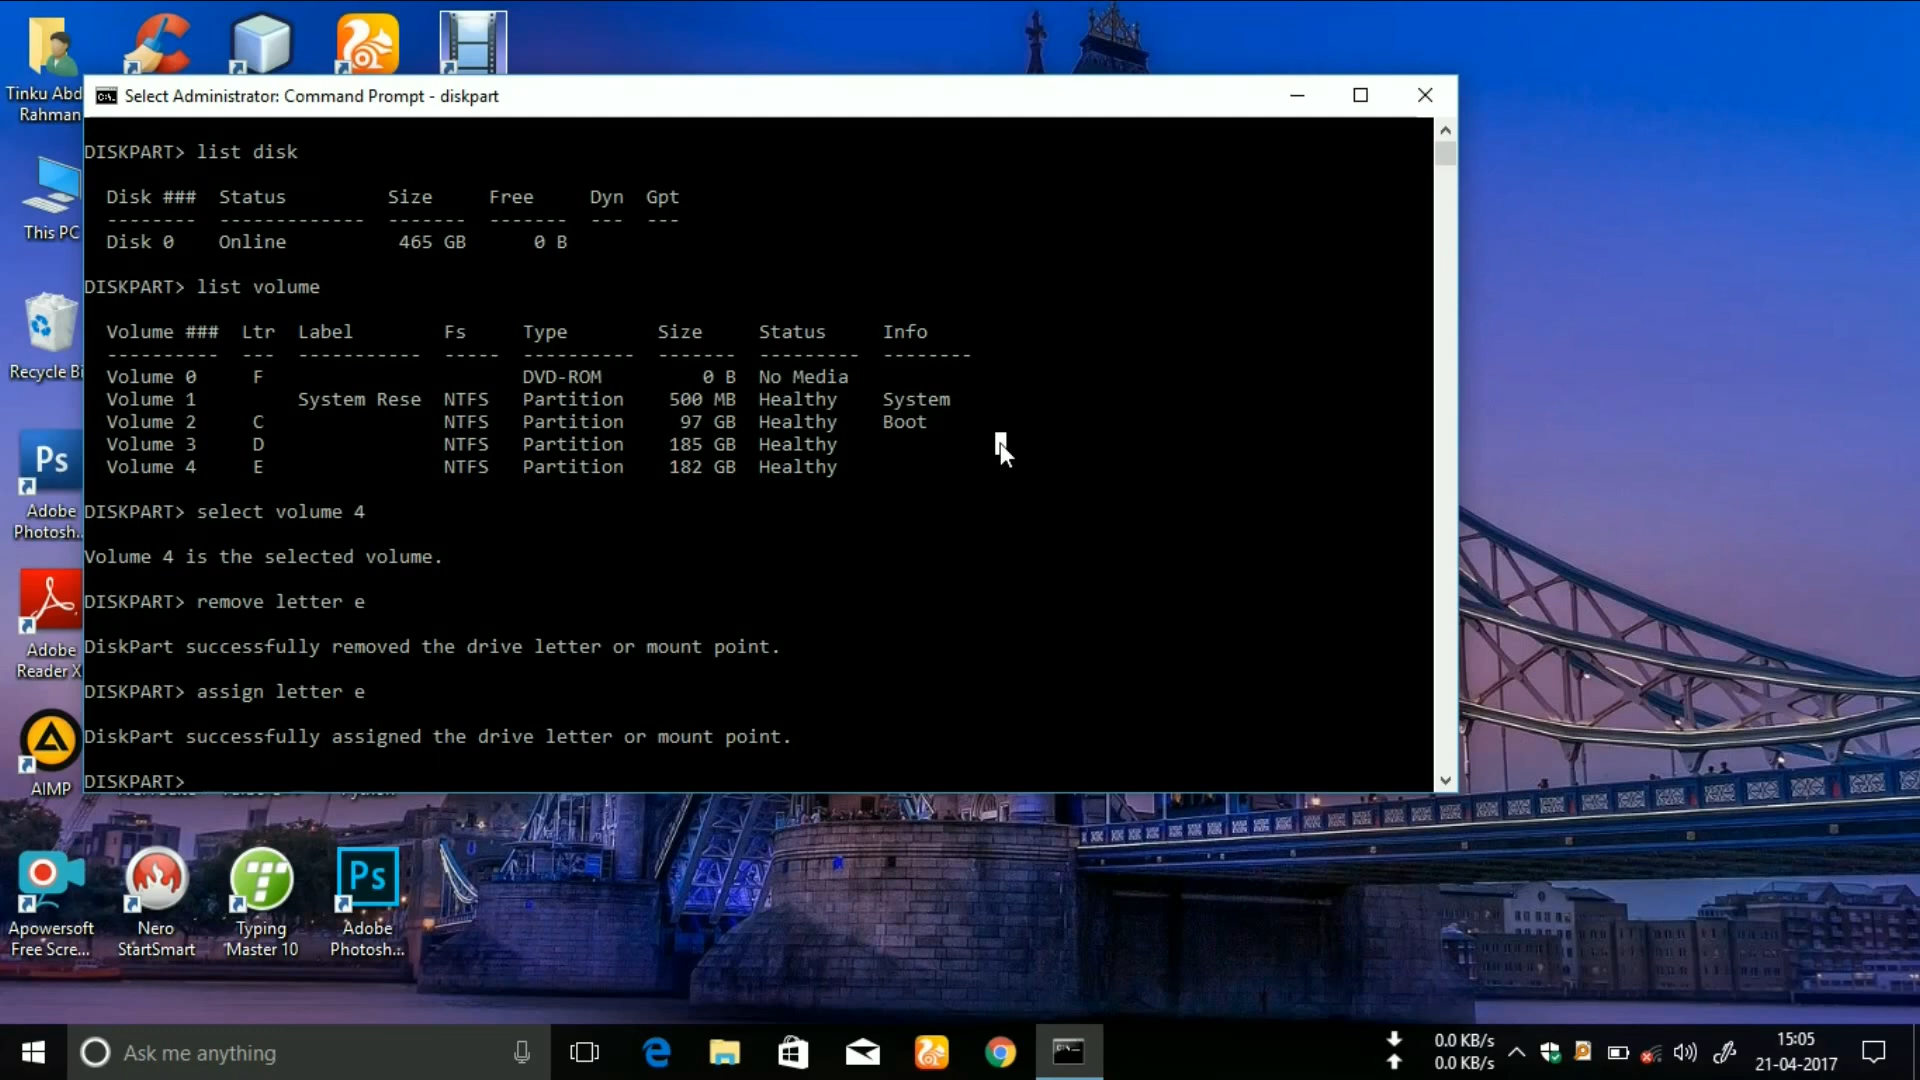 Tinku Abd
Rahman
Select Administrator: Command Prompt - diskpart
DISKPART> list disk
Disk ### Status Size Free Dyn Gpt
-------- ------------- ------- ------- --- ---
Disk 0 Online 465 GB 0 B
DISKPART> list volume
Volume ### Ltr Label Fs Type Size Status Info
---------- --- ----------- ----- ---------- ------- --------- --------
Volume 0 F DVD-ROM 0 B No Media
Volume 1 System Rese NTFS Partition 500 MB Healthy System
Volume 2 C NTFS Partition 97 GB Healthy Boot
Volume 3 D NTFS Partition 185 GB Healthy
Volume 4 E NTFS Partition 182 GB Healthy
DISKPART> select volume 4
Volume 4 is the selected volume.
DISKPART> remove letter e
DiskPart successfully removed the drive letter or mount point.
DISKPART> assign letter e
DiskPart successfully assigned the drive letter or mount point.
DISKPART>
This PC
Recycle Bi
Ps
Adobe
Photosh...
Adobe
Reader X
AIMP
Apowersoft
Free Scre...
Nero
StartSmart
Typing
Master 10
Ps
Adobe
Photosh...
Ask me anything
0.0 KB/s
0.0 KB/s
15:05
21-04-2017